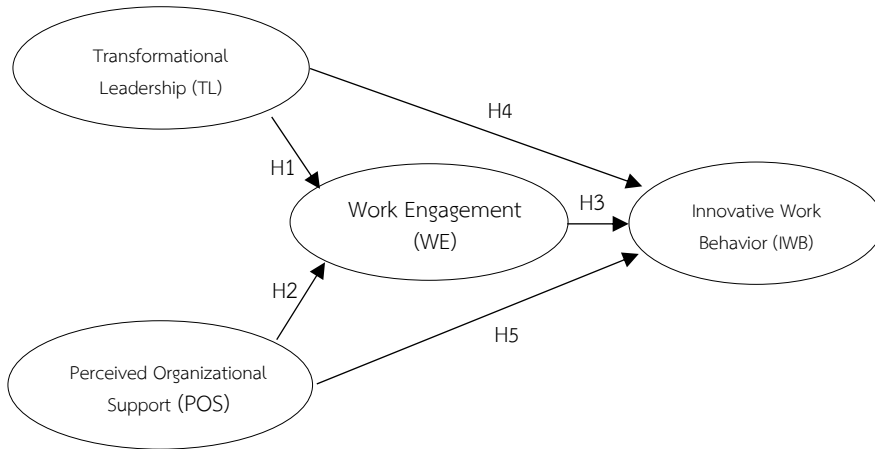 Transformational
Leadership (TL)
H4
H1
Work Engagement
(WE)
H3
Innovative Work
Behavior (IWB)
H2
H5
Perceived Organizational
Support (POS)